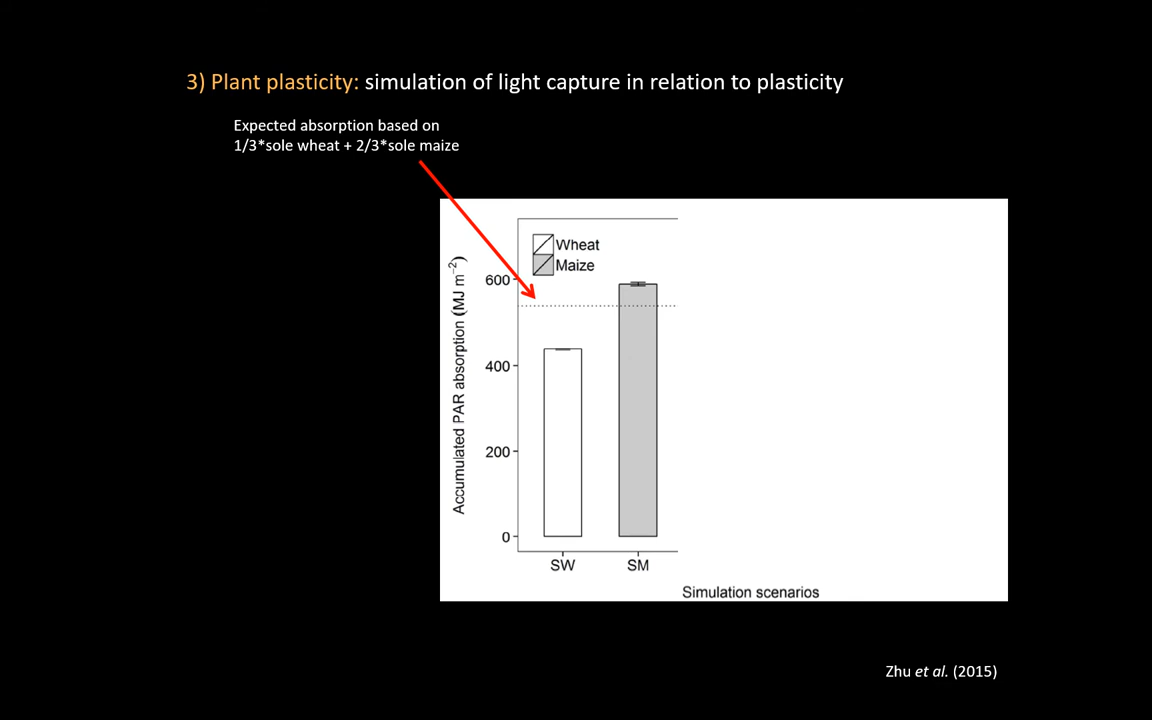 3) Plant plasticity: simulation of light capture in relation to plasticity
Expected absorption based on
1/3*sole wheat + 2/3*sole maize
Wheat
Maize
Accumulated PAR absorption (MJ m⁻²)
600
400
200
0
SW SM
Simulation scenarios
Zhu et al. (2015)